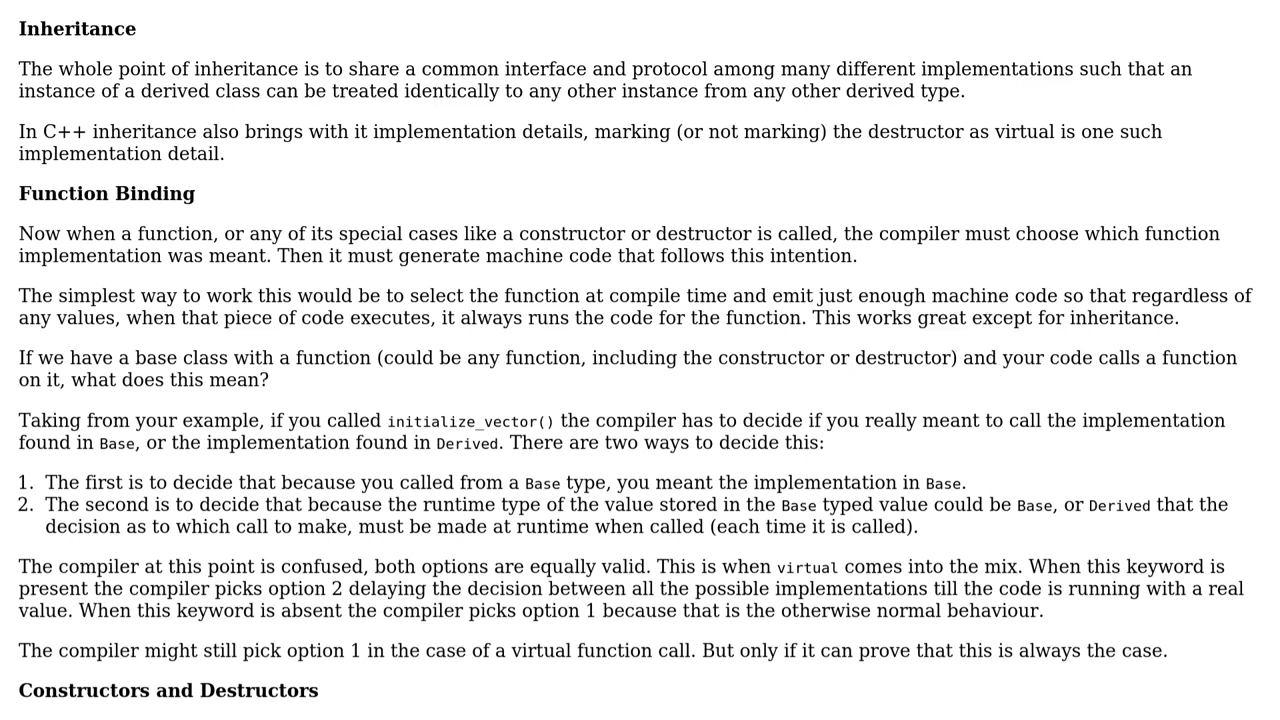 Inheritance
The whole point of inheritance is to share a common interface and protocol among many different implementations such that an
instance of a derived class can be treated identically to any other instance from any other derived type.
In C++ inheritance also brings with it implementation details, marking (or not marking) the destructor as virtual is one such
implementation detail.
Function Binding
Now when a function, or any of its special cases like a constructor or destructor is called, the compiler must choose which function
implementation was meant. Then it must generate machine code that follows this intention.
The simplest way to work this would be to select the function at compile time and emit just enough machine code so that regardless of
any values, when that piece of code executes, it always runs the code for the function. This works great except for inheritance.
If we have a base class with a function (could be any function, including the constructor or destructor) and your code calls a function
on it, what does this mean?
Taking from your example, if you called initialize_vector() the compiler has to decide if you really meant to call the implementation
found in Base, or the implementation found in Derived. There are two ways to decide this:
1. The first is to decide that because you called from a Base type, you meant the implementation in Base.
2. The second is to decide that because the runtime type of the value stored in the Base typed value could be Base, or Derived that the
decision as to which call to make, must be made at runtime when called (each time it is called).
The compiler at this point is confused, both options are equally valid. This is when virtual comes into the mix. When this keyword is
present the compiler picks option 2 delaying the decision between all the possible implementations till the code is running with a real
value. When this keyword is absent the compiler picks option 1 because that is the otherwise normal behaviour.
The compiler might still pick option 1 in the case of a virtual function call. But only if it can prove that this is always the case.
Constructors and Destructors